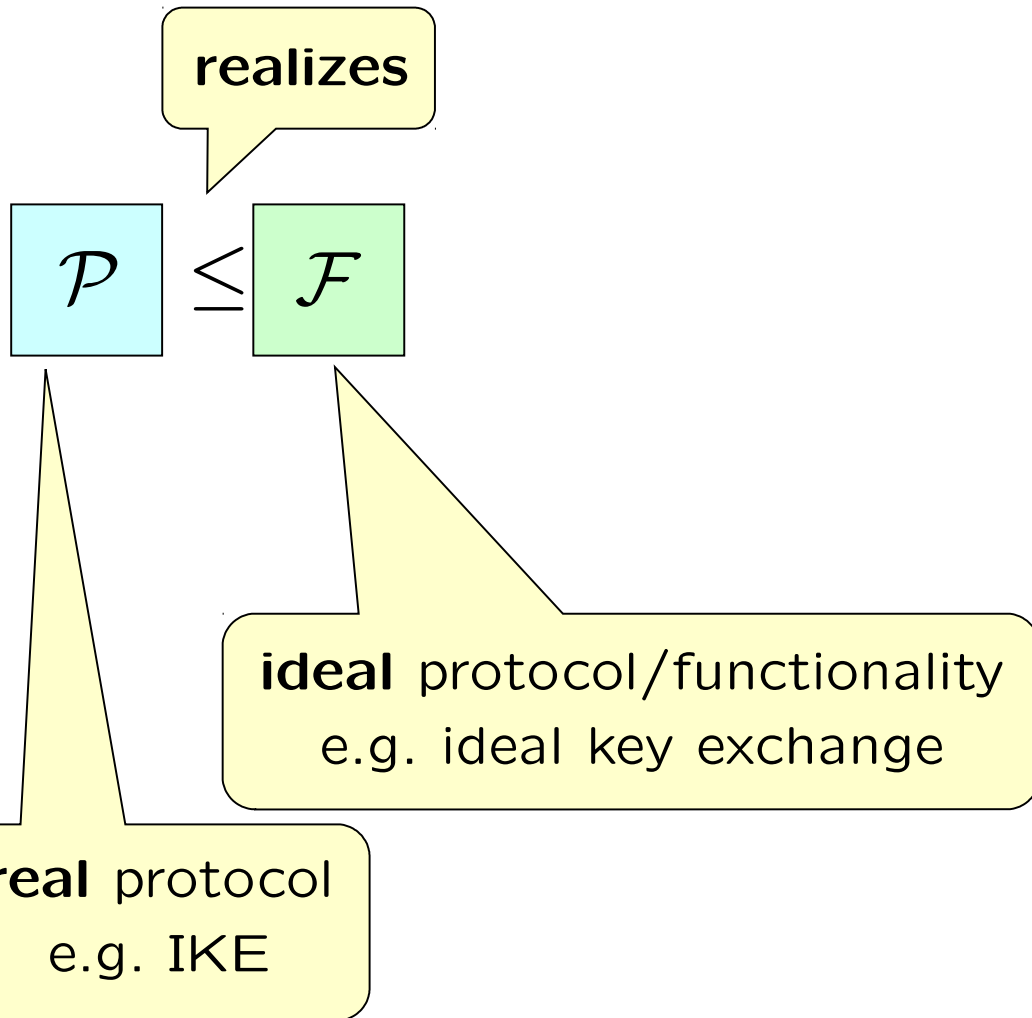 realizes
𝒫 ≤ ℱ
ideal protocol/functionality
e.g. ideal key exchange
real protocol
e.g. IKE